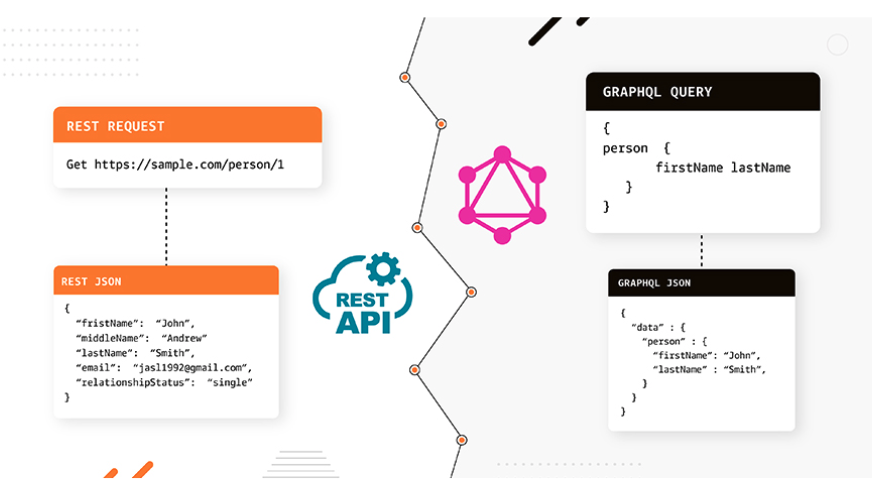 REST REQUEST
Get https://sample.com/person/1
REST JSON
{
“fristName”: “John”,
“middleName”: “Andrew”
“lastName”: “Smith”,
“email”: “jasl1992@gmail.com”,
“relationshipStatus”: “single”
}
REST
API
GRAPHQL QUERY
{
person {
firstName lastName
}
}
GRAPHQL JSON
{
“data” : {
“person” : {
“firstName”: “John”,
“lastName” : “Smith”,
}
}
}